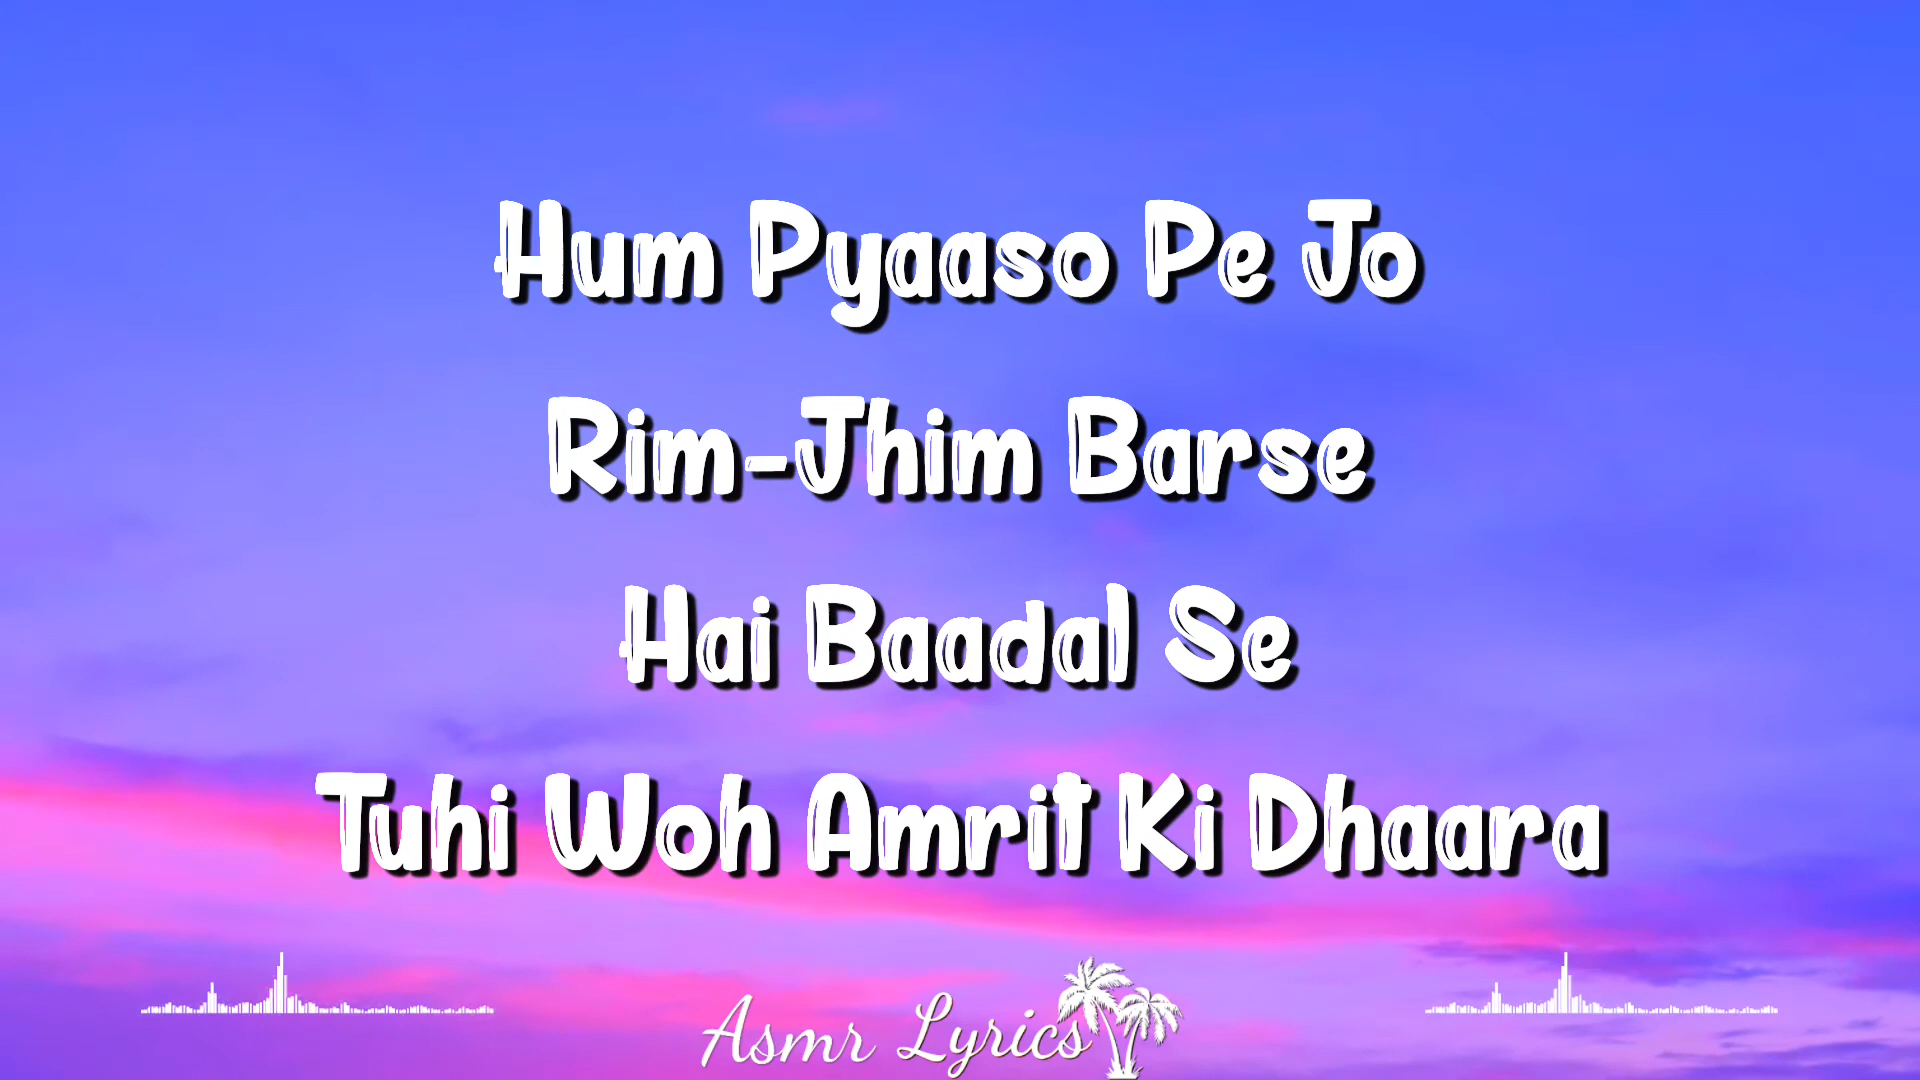 Hum Pyaaso Pe Jo
Rim-Jhim Barse
Hai Baadal Se
Tuhi Woh Amrit Ki Dhaara
Asmr Lyrics